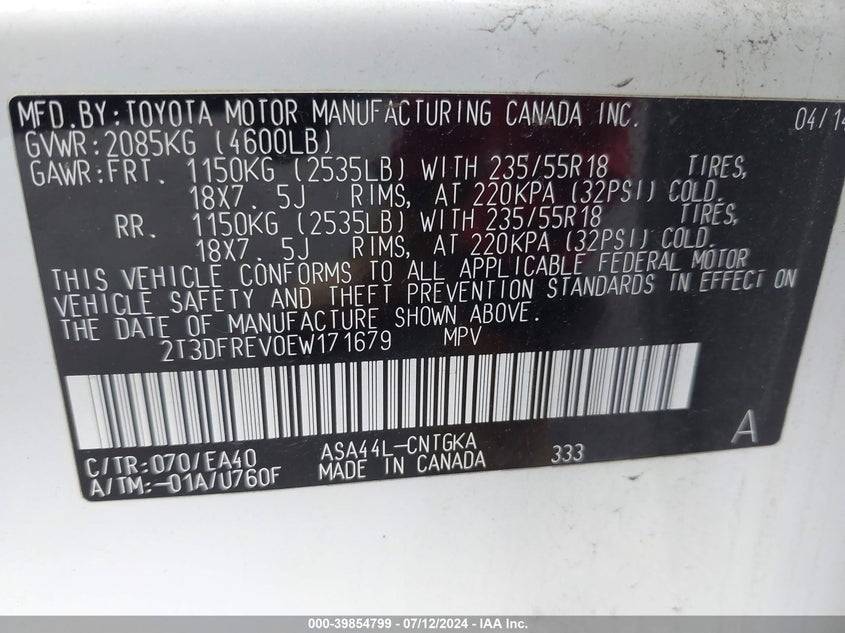 MFD.BY:TOYOTA MOTOR MANUFACTURING CANADA INC. 04/14
GVWR:2085KG (4600LB)
GAWR:FRT. 1150KG (2535LB) WITH 235/55R18 TIRES,
18X7. 5J RIMS, AT 220KPA (32PSI) COLD.
RR. 1150KG (2535LB) WITH 235/55R18 TIRES,
18X7. 5J RIMS, AT 220KPA (32PSI) COLD.
THIS VEHICLE CONFORMS TO ALL APPLICABLE FEDERAL MOTOR
VEHICLE SAFETY AND THEFT PREVENTION STANDARDS IN EFFECT ON
THE DATE OF MANUFACTURE SHOWN ABOVE.
2T3DFREV0EW171679 MPV
C/TR:070/EA40 ASA44L-CNTGKA 333 A
A/TM:-01A/U760F MADE IN CANADA
000-39854799 - 07/12/2024 - IAA Inc.